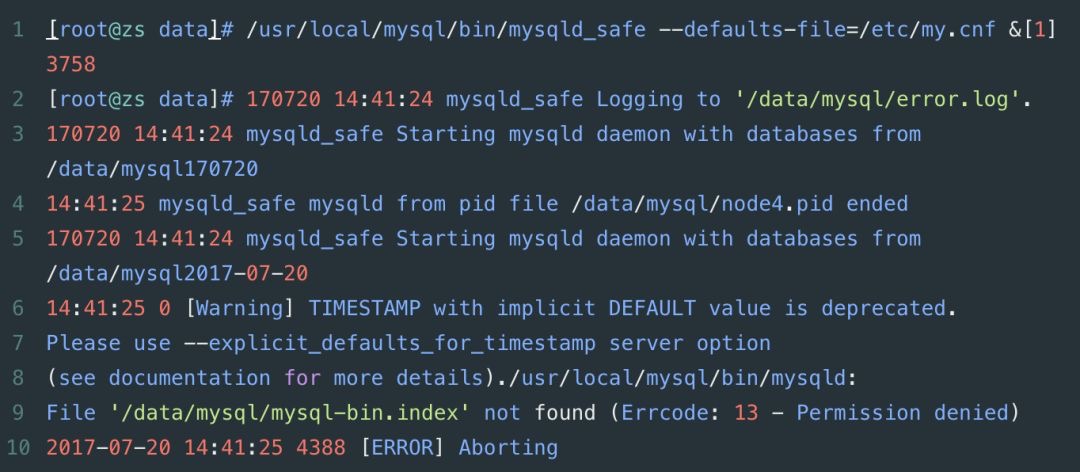 1 [root@zs data]# /usr/local/mysql/bin/mysqld_safe --defaults-file=/etc/my.cnf &[1]
3758
2 [root@zs data]# 170720 14:41:24 mysqld_safe Logging to '/data/mysql/error.log'.
3 170720 14:41:24 mysqld_safe Starting mysqld daemon with databases from
/data/mysql170720
4 14:41:25 mysqld_safe mysqld from pid file /data/mysql/node4.pid ended
5 170720 14:41:24 mysqld_safe Starting mysqld daemon with databases from
/data/mysql2017-07-20
6 14:41:25 0 [Warning] TIMESTAMP with implicit DEFAULT value is deprecated.
7 Please use --explicit_defaults_for_timestamp server option
8 (see documentation for more details)./usr/local/mysql/bin/mysqld:
9 File '/data/mysql/mysql-bin.index' not found (Errcode: 13 - Permission denied)
10 2017-07-20 14:41:25 4388 [ERROR] Aborting